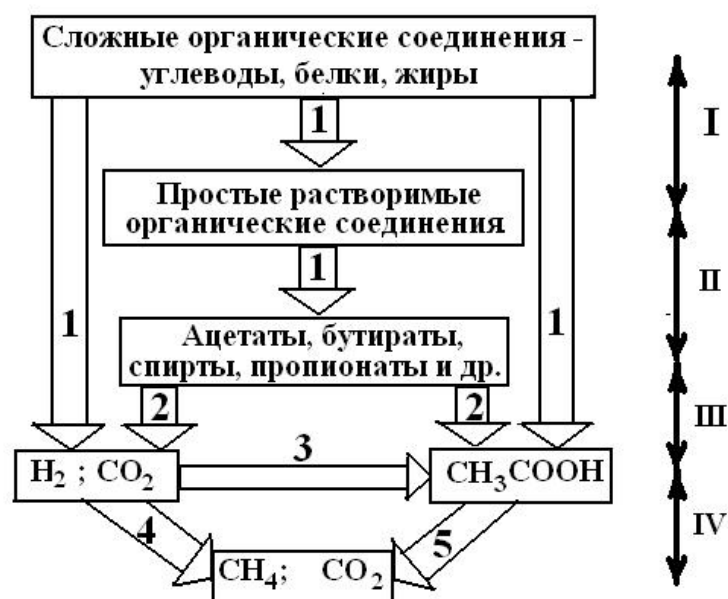 Сложные органические соединения -
углеводы, белки, жиры
1
I
Простые растворимые
органические соединения
1
II
1
1
Ацетаты, бутираты,
спирты, пропионаты и др.
2
2
III
3
H₂ ; CO₂
CH₃COOH
4
5
IV
CH₄; CO₂